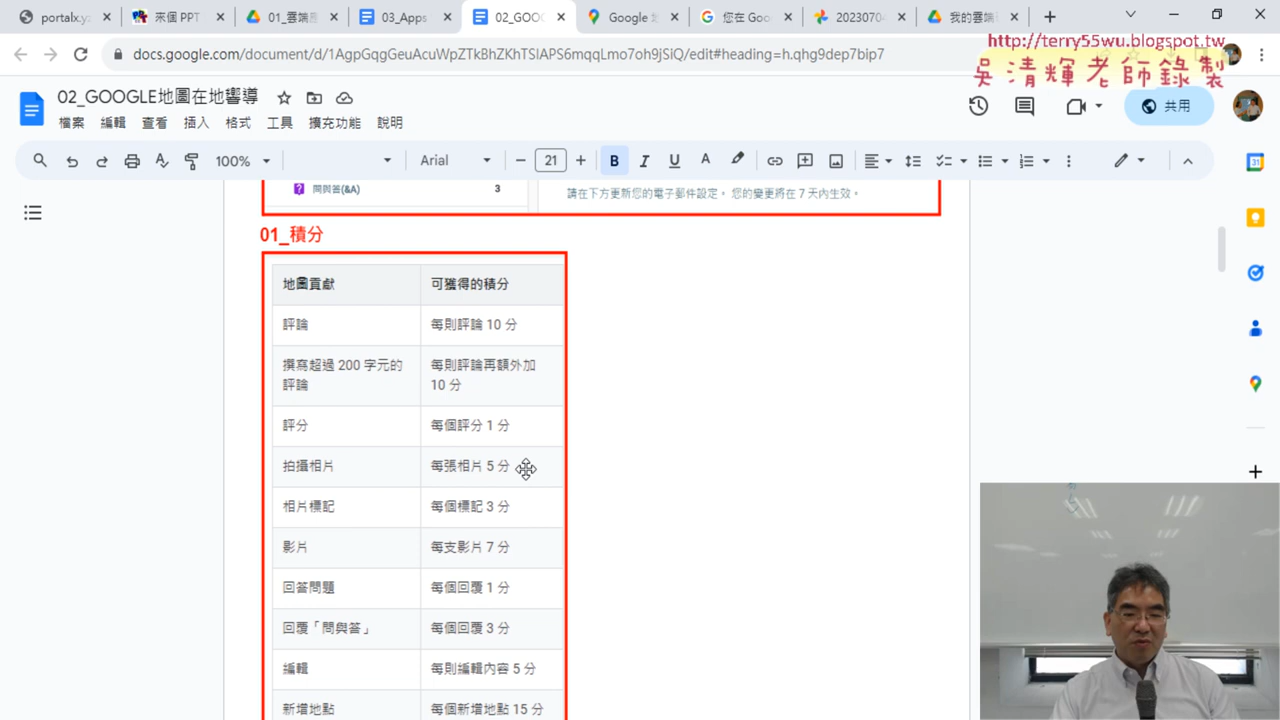 portalx.y
來個 PPT
01_雲端
03_Apps
02_GOO
Google
您在 Goo
2023070
我的雲端
docs.google.com/document/d/1AgpGqgGeuAcuWpZTkBhZKhTSIAPS6mqqLmo7oh9jSiQ/edit#heading=h.qhg9dep7bip7
http://terry55wu.blogspot.tw
吳清輝老師錄製
02_GOOGLE地圖在地嚮導
檔案 編輯 查看 插入 格式 工具 擴充功能 說明
共用
100% Arial 21 B I U A
問與答(&A) 3
請在下方更新您的電子郵件設定。 您的變更將在 7 天內生效。
01_積分
地圖貢獻 可獲得的積分
評論 每則評論 10 分
撰寫超過 200 字元的評論 每則評論再額外加 10 分
評分 每個評分 1 分
拍攝相片 每張相片 5 分
相片標記 每個標記 3 分
影片 每支影片 7 分
回答問題 每個回覆 1 分
回覆「問與答」 每個回覆 3 分
編輯 每則編輯內容 5 分
新增地點 每個新增地點 15 分